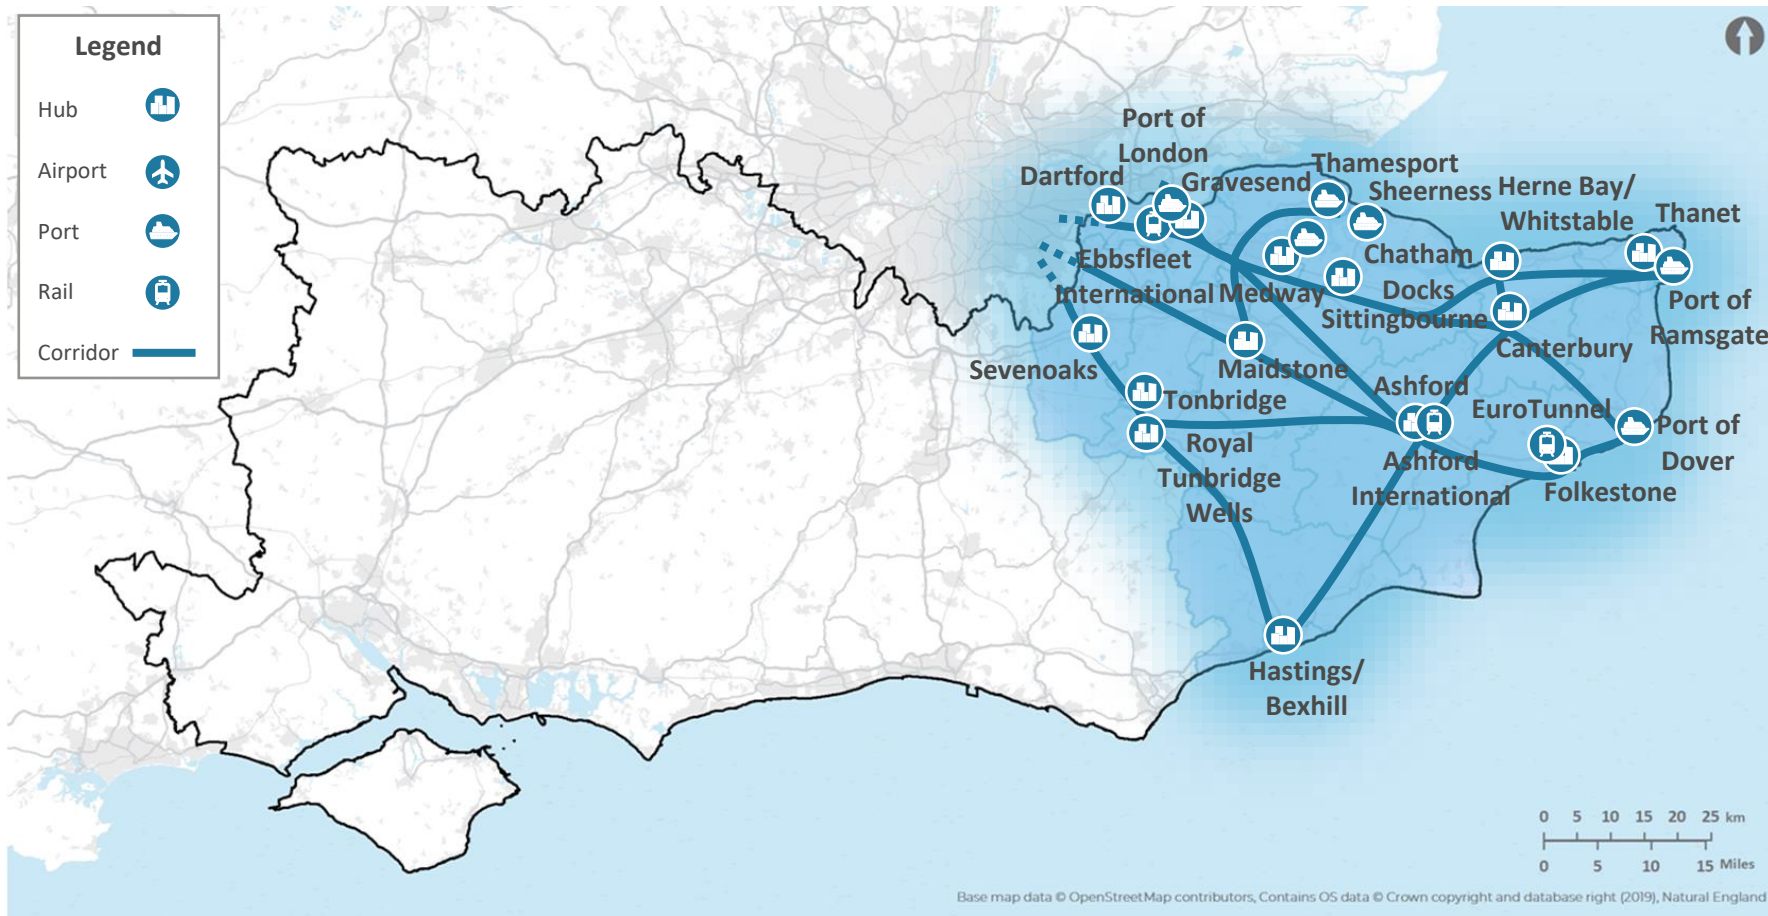 Legend
Hub
Airport
Port
Rail
Corridor
Port of
London
Dartford
Gravesend
Thamesport
Sheerness
Herne Bay/
Whitstable
Thanet
Ebbsfleet
International
Medway
Chatham
Docks
Sittingbourne
Port of
Ramsgate
Canterbury
Sevenoaks
Maidstone
Tonbridge
Ashford
EuroTunnel
Royal
Tunbridge
Wells
Ashford
International
Port of
Dover
Folkestone
Hastings/
Bexhill
0 5 10 15 20 25 km
0 5 10 15 Miles
Base map data © OpenStreetMap contributors, Contains OS data © Crown copyright and database right (2019), Natural England